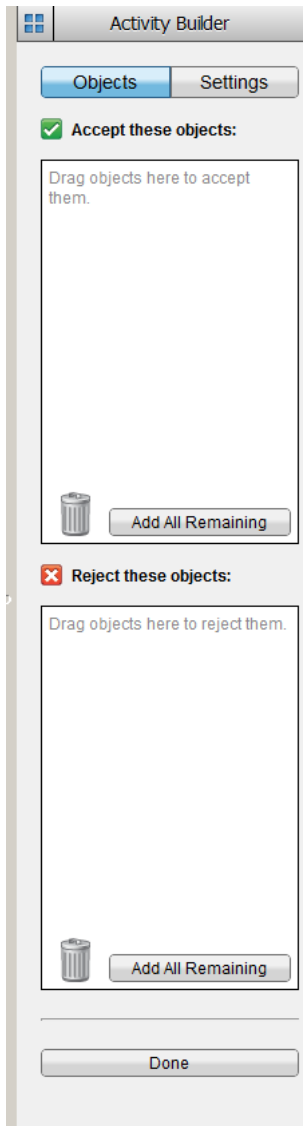 Activity Builder
Objects Settings
Accept these objects:
Drag objects here to accept
them.
Add All Remaining
Reject these objects:
Drag objects here to reject them.
Add All Remaining
Done